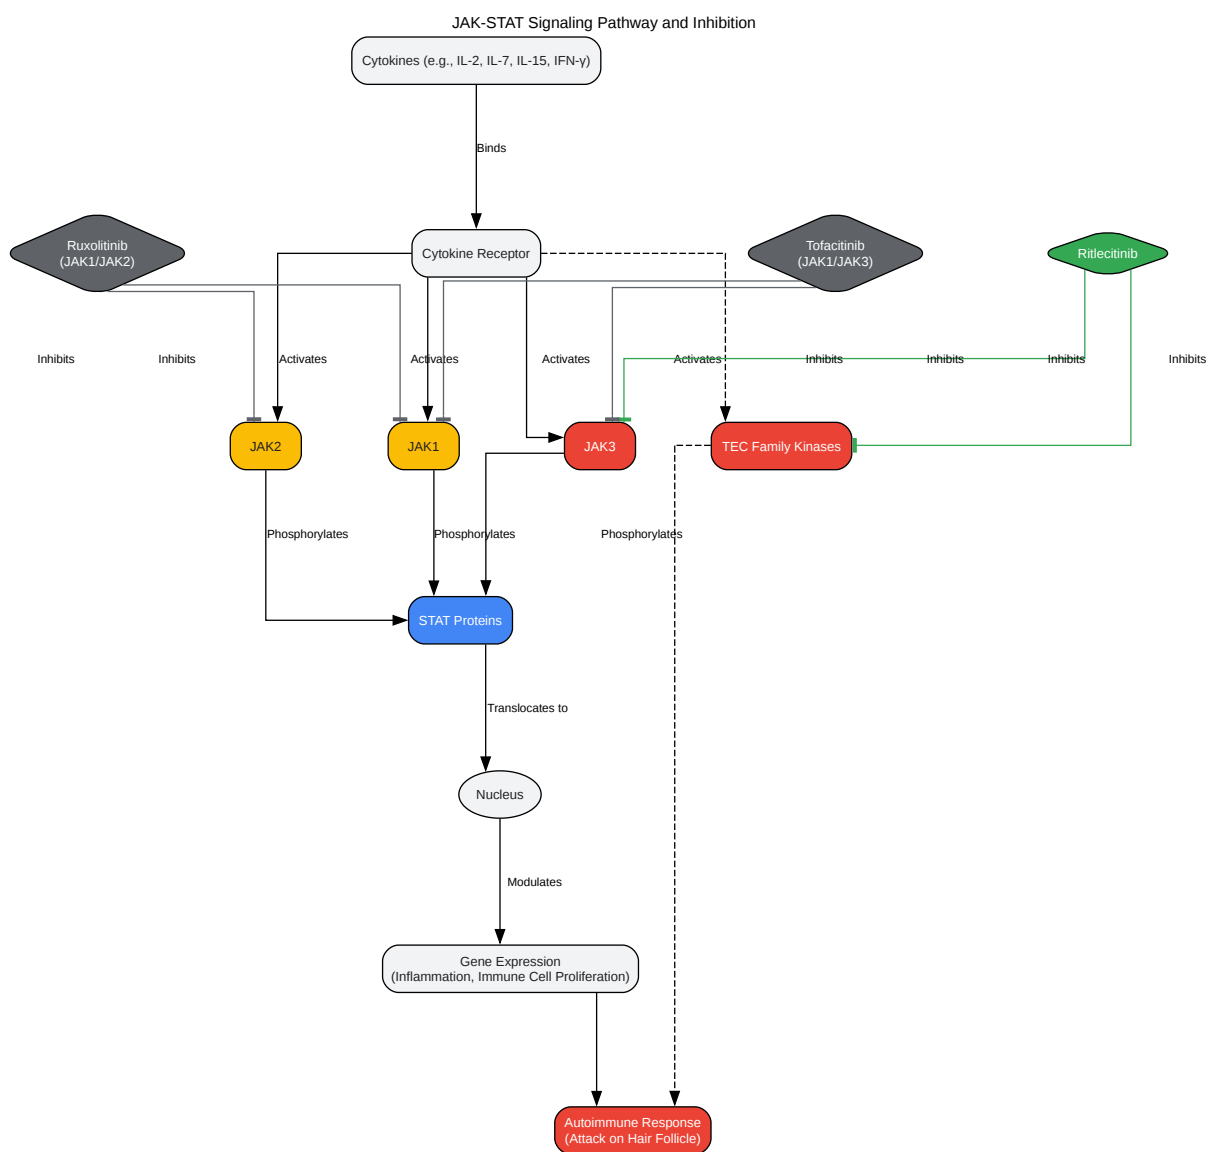 JAK-STAT Signaling Pathway and Inhibition
Cytokines (e.g., IL-2, IL-7, IL-15, IFN-γ)
Binds
Ruxolitinib
(JAK1/JAK2)
Cytokine Receptor
Tofacitinib
(JAK1/JAK3)
Ritlecitinib
Inhibits
Inhibits
Activates
Activates
Activates
Activates
Inhibits
Inhibits
Inhibits
Inhibits
JAK2
JAK1
JAK3
TEC Family Kinases
Phosphorylates
Phosphorylates
Phosphorylates
STAT Proteins
Translocates to
Nucleus
Modulates
Gene Expression
(Inflammation, Immune Cell Proliferation)
Autoimmune Response
(Attack on Hair Follicle)